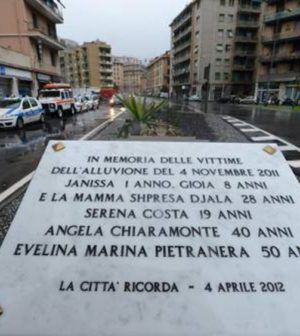 IN MEMORIA DELLE VITTIME
DELL'ALLUVIONE DEL 4 NOVEMBRE 2011
JANISSA 1 ANNO, GIOIA 8 ANNI
E LA MAMMA SHPRESA DJALA 28 ANNI
SERENA COSTA 19 ANNI
ANGELA CHIARAMONTE 40 ANNI
EVELINA MARINA PIETRANERA 50 AN
LA CITTÀ RICORDA - 4 APRILE 2012